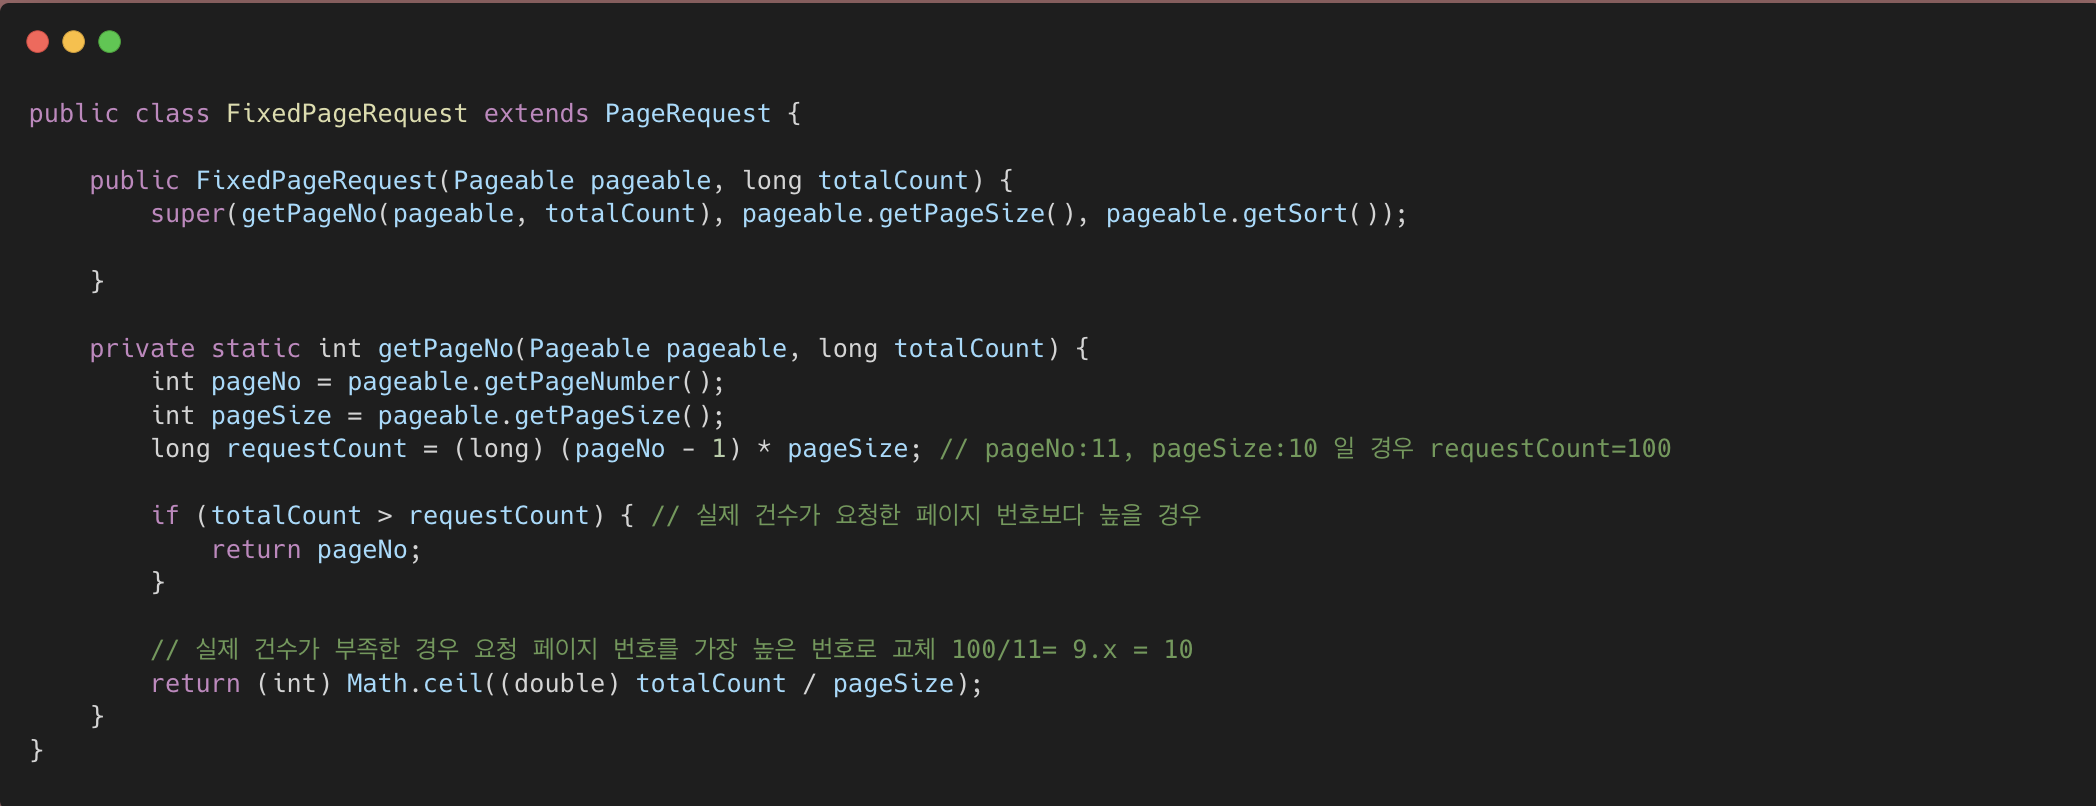 public class FixedPageRequest extends PageRequest {
public FixedPageRequest(Pageable pageable, long totalCount) {
super(getPageNo(pageable, totalCount), pageable.getPageSize(), pageable.getSort());
}
private static int getPageNo(Pageable pageable, long totalCount) {
int pageNo = pageable.getPageNumber();
int pageSize = pageable.getPageSize();
long requestCount = (long) (pageNo - 1) * pageSize; // pageNo:11, pageSize:10 일 경우 requestCount=100
if (totalCount > requestCount) { // 실제 건수가 요청한 페이지 번호보다 높을 경우
return pageNo;
}
// 실제 건수가 부족한 경우 요청 페이지 번호를 가장 높은 번호로 교체 100/11= 9.x = 10
return (int) Math.ceil((double) totalCount / pageSize);
}
}